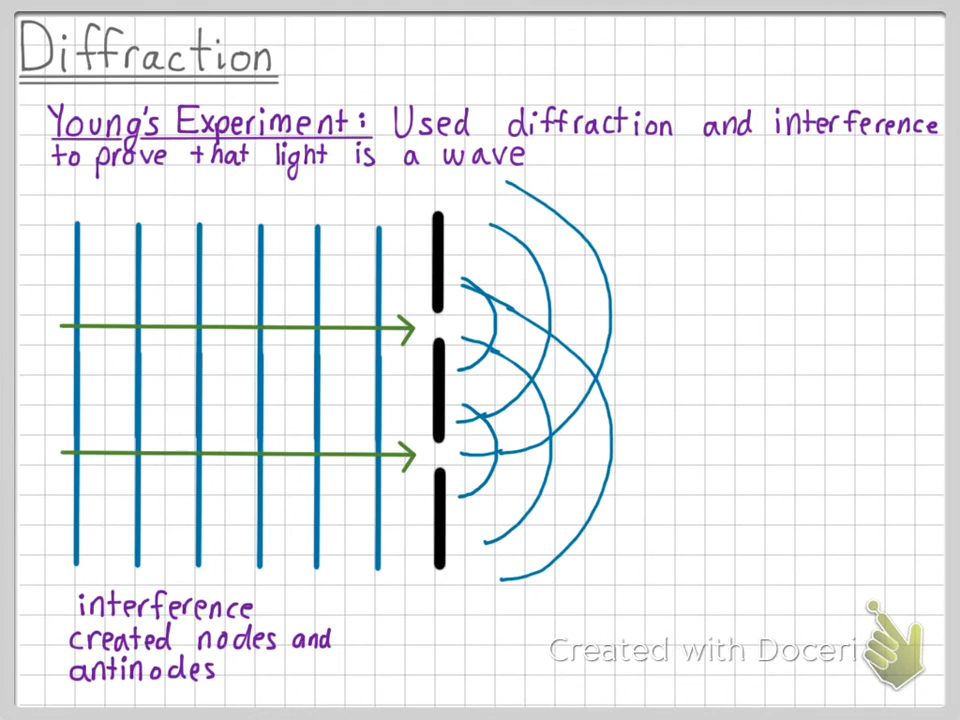 Diffraction
Young's Experiment: Used diffraction and interference
to prove that light is a wave
interference
created nodes and
antinodes
Created with Doceri